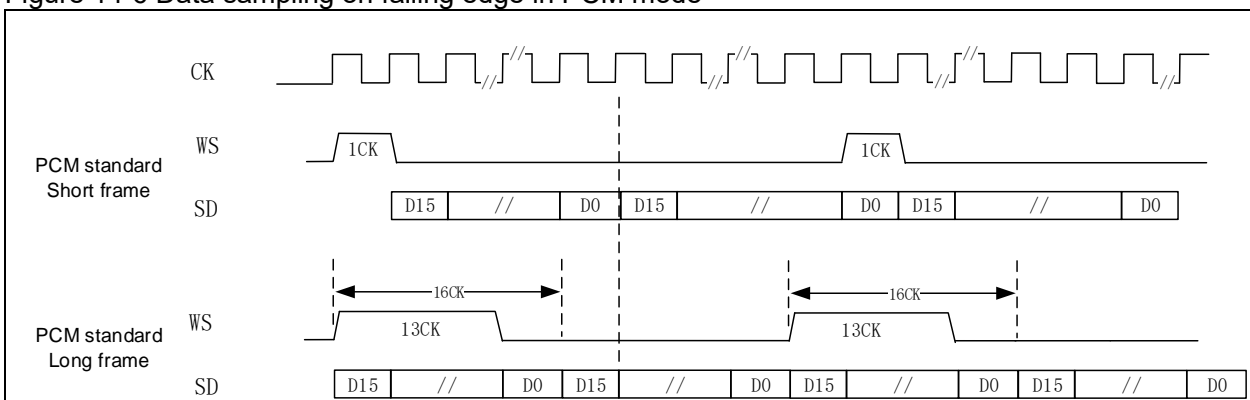 Figure Data sampling on falling edge in PCM mode
CK // // // // // //
PCM standard
Short frame
WS 1CK 1CK
SD D15 // D0 D15 // D0 D15 // D0
16CK 16CK
PCM standard
Long frame
WS 13CK 13CK
SD D15 // D0 D15 // D0 D15 // D0 D15 // D0